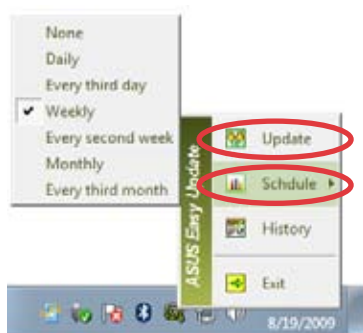 None
Daily
Every third day
Weekly
Every second week
Monthly
Every third month
ASUS Easy Update
Update
Schdule
History
Exit
8/19/2009